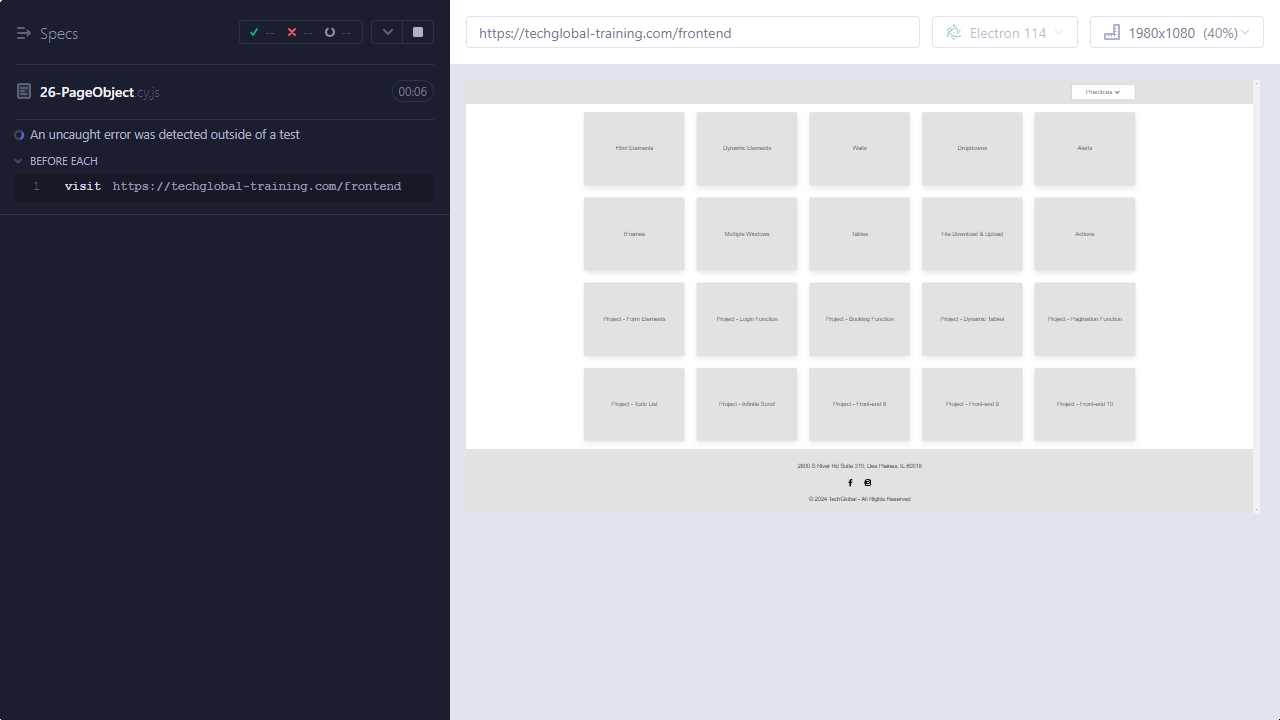 Specs
-- -- --
26-PageObject.cy.js 00:06
An uncaught error was detected outside of a test
BEFORE EACH
1 visit https://techglobal-training.com/frontend
https://techglobal-training.com/frontend
Electron 114
1980x1080 (40%)
Practices
Html Elements
Dynamic Elements
Waits
Dropdowns
Alerts
IFrames
Multiple Windows
Tables
File Download & Upload
Actions
Project - Form Elements
Project - Login Function
Project - Booking Function
Project - Dynamic Tables
Project - Pagination Function
Project - Todo List
Project - Infinite Scroll
Project - Front-end 8
Project - Front-end 9
Project - Front-end 10
2800 S River Rd Suite 310, Des Plaines, IL 60018
© 2024 TechGlobal - All Rights Reserved